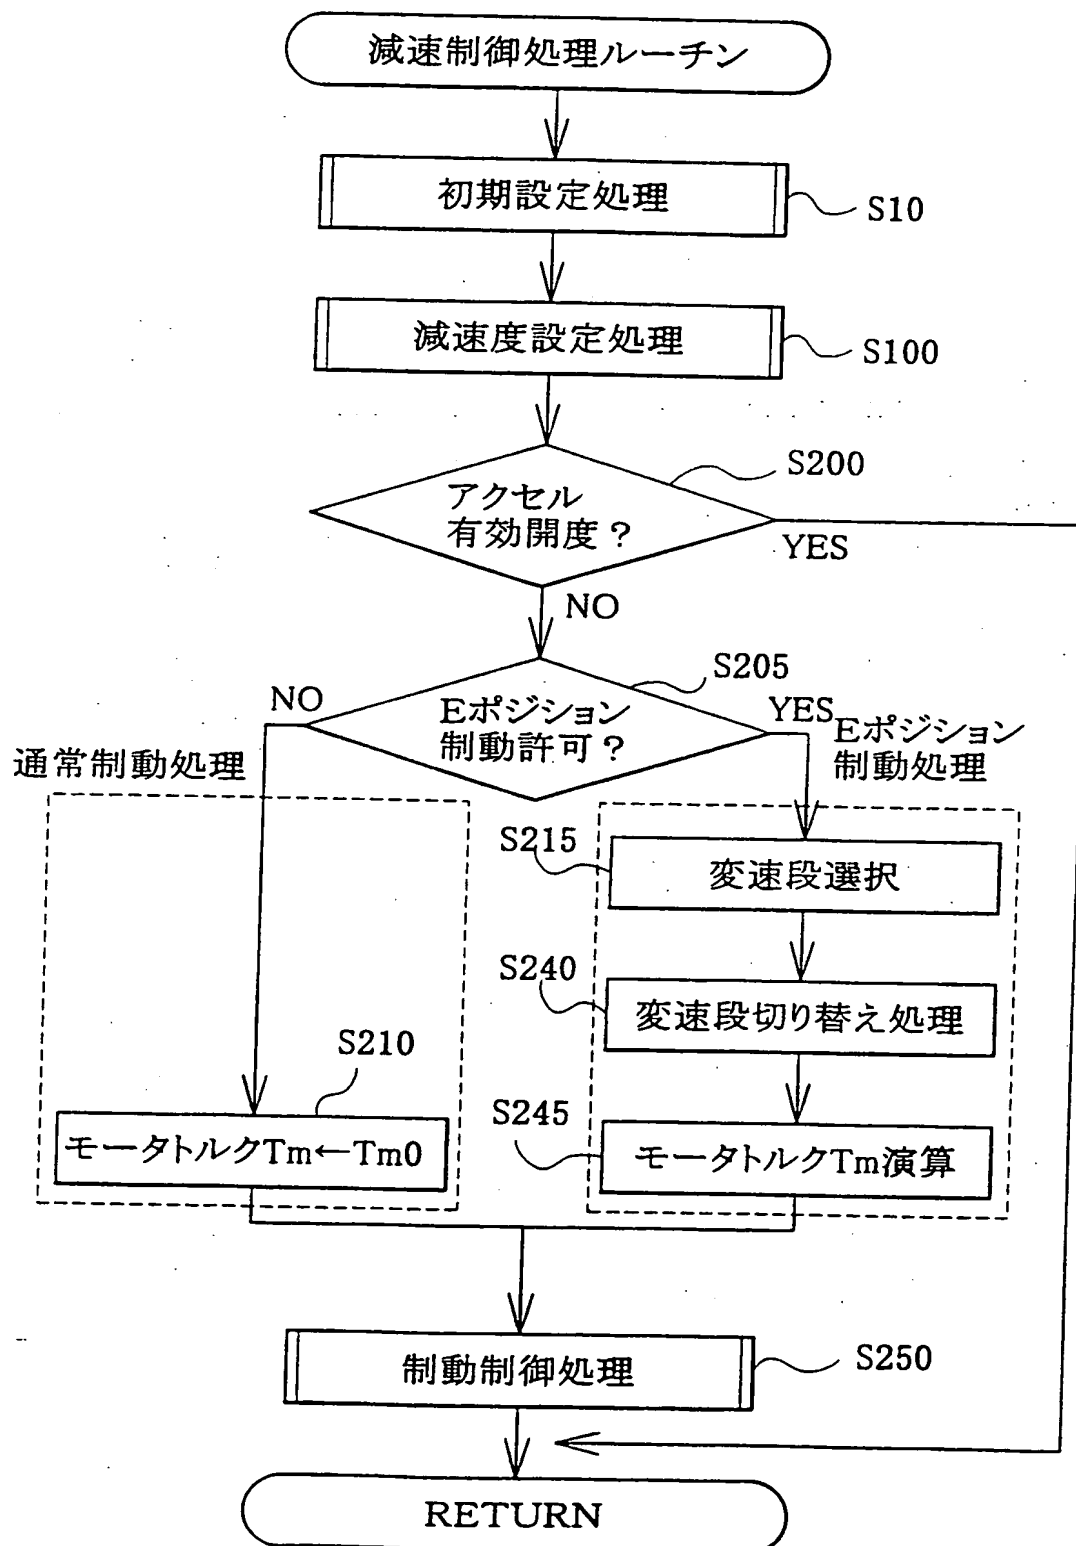 減速制御処理ルーチン
初期設定処理
S10
減速度設定処理
S100
S200
アクセル
有効開度？
YES
NO
S205
NO
Eポジション
制動許可？
YES
Eポジション
制動処理
通常制動処理
S215
変速段選択
S240
変速段切り替え処理
S210
モータトルクTm←Tm0
S245
モータトルクTm演算
制動制御処理
S250
RETURN